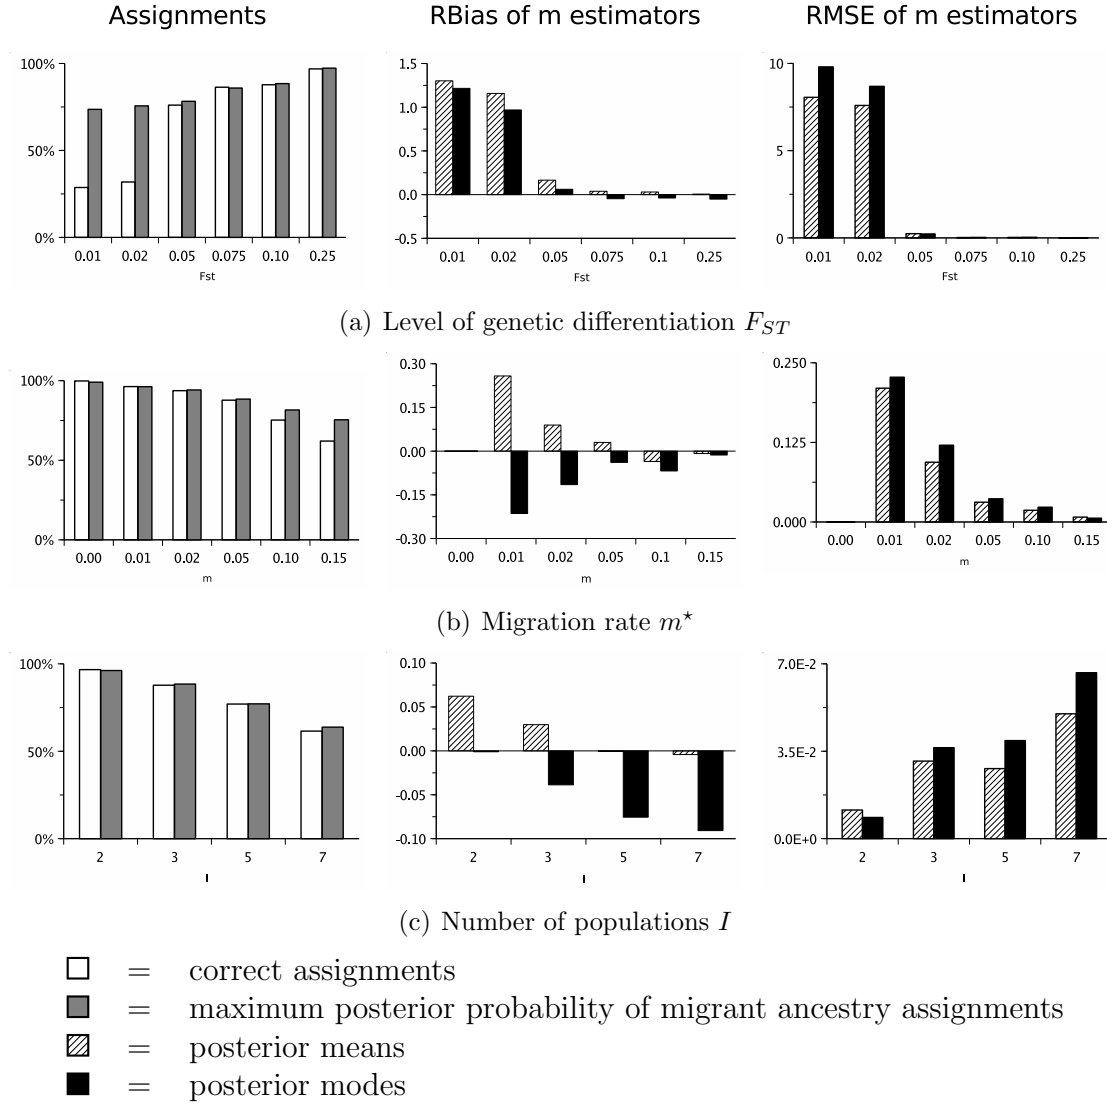 Assignments RBias of m estimators RMSE of m estimators
100% 50% 0%
0.01 0.02 0.05 0.075 0.10 0.25
Fst
1.5 1.0 0.5 0.0 -0.5
0.01 0.02 0.05 0.075 0.1 0.25
Fst
10 5 0
0.01 0.02 0.05 0.075 0.10 0.25
Fst
(a) Level of genetic differentiation F_ST
100% 50% 0%
0.00 0.01 0.02 0.05 0.10 0.15
m
0.30 0.15 0.00 -0.15 -0.30
0.00 0.01 0.02 0.05 0.1 0.15
m
0.250 0.125 0.000
0.00 0.01 0.02 0.05 0.10 0.15
m
(b) Migration rate m⋆
100% 50% 0%
2 3 5 7
I
0.10 0.05 0.00 -0.05 -0.10
2 3 5 7
I
7.0E-2 3.5E-2 0.0E+0
2 3 5 7
I
(c) Number of populations I
= correct assignments
= maximum posterior probability of migrant ancestry assignments
= posterior means
= posterior modes